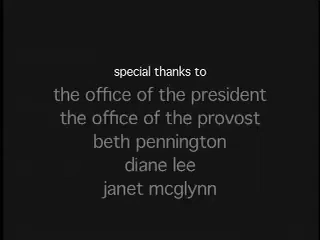 special thanks to
the office of the president
the office of the provost
beth pennington
diane lee
janet mcglynn